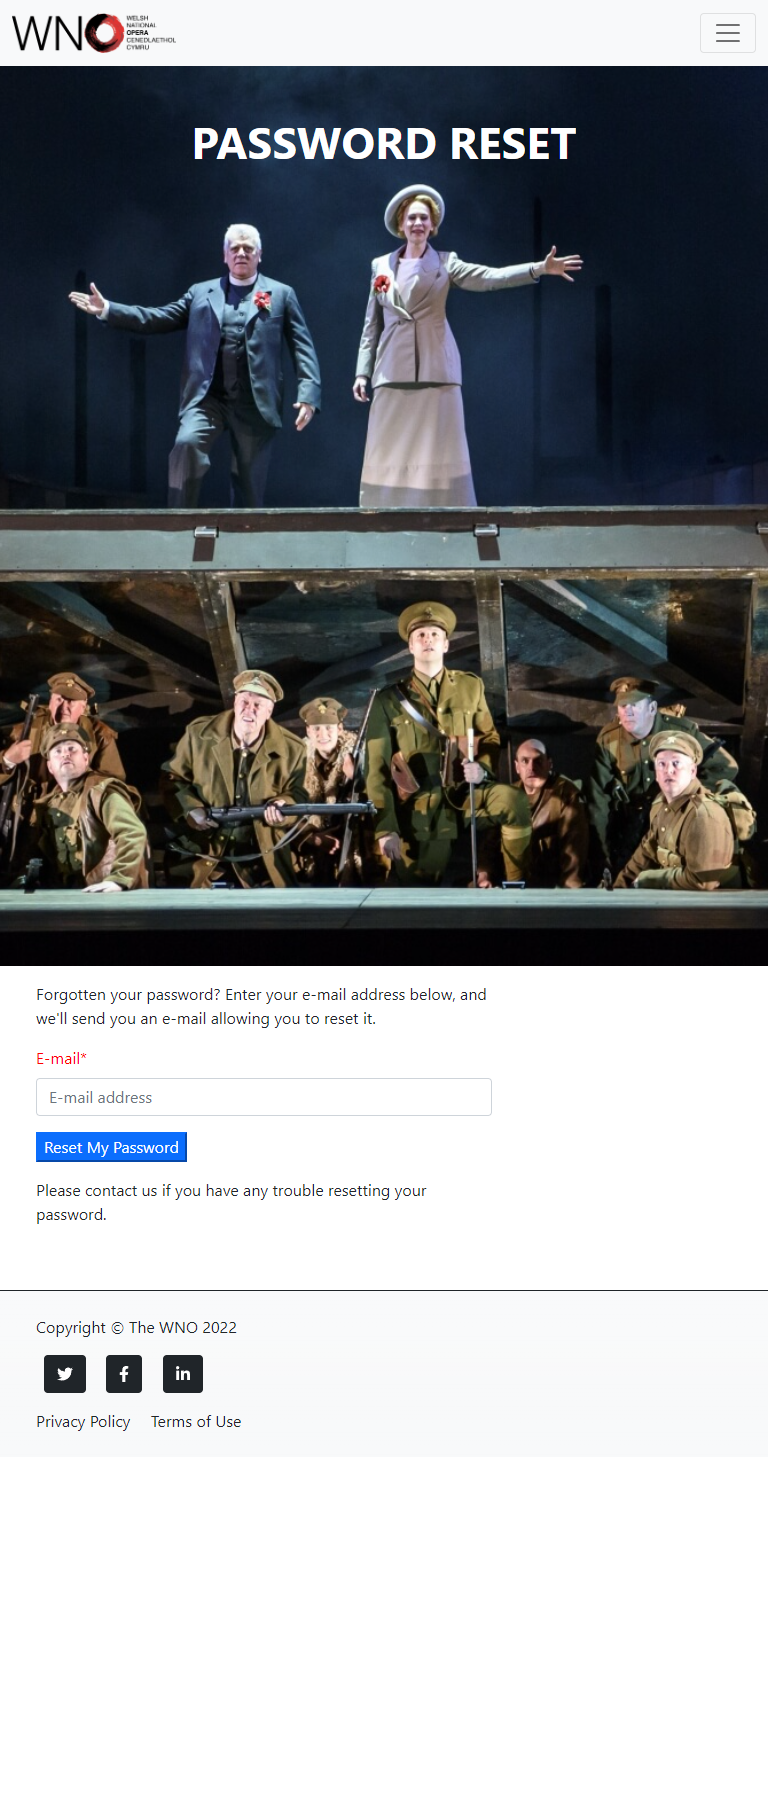 WNO
WELSH
NATIONAL
OPERA
CENEDLAETHOL
CYMRU
PASSWORD RESET
Forgotten your password? Enter your e-mail address below, and
we'll send you an e-mail allowing you to reset it.
E-mail*
E-mail address
Reset My Password
Please contact us if you have any trouble resetting your
password.
Copyright © The WNO 2022
Privacy Policy Terms of Use